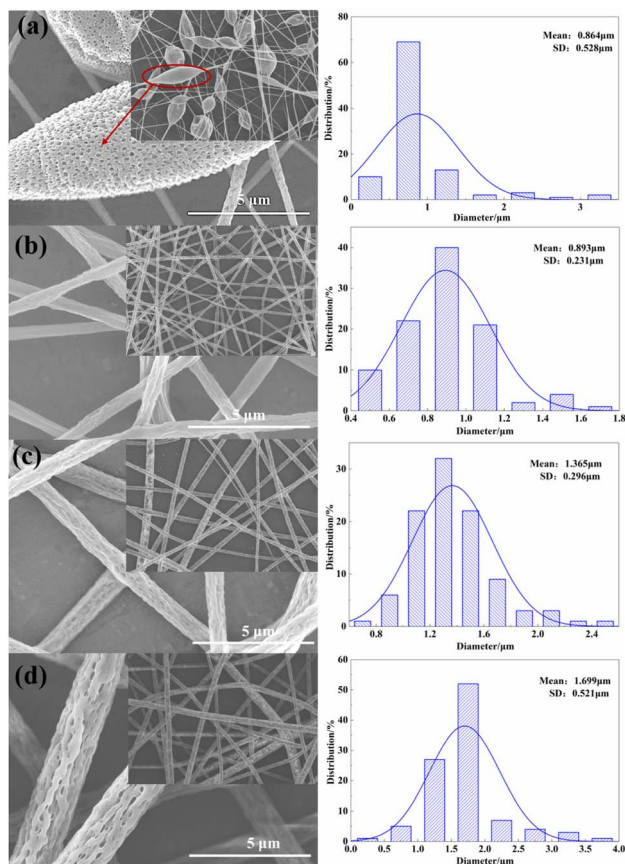 (a)
5 μm
80
60
40
20
0
0
1
2
3
Distribution/%
Diameter/μm
Mean：0.864μm
SD：0.528μm
(b)
5 μm
40
30
20
10
0
0.4
0.6
0.8
1.0
1.2
1.4
1.6
1.8
Distribution/%
Diameter/μm
Mean：0.893μm
SD：0.231μm
(c)
5 μm
30
20
10
0
0.8
1.2
1.6
2.0
2.4
Distribution/%
Diameter/μm
Mean：1.365μm
SD：0.296μm
(d)
5 μm
60
50
40
30
20
10
0
0.0
0.5
1.0
1.5
2.0
2.5
3.0
3.5
4.0
Distribution/%
Diameter/μm
Mean：1.699μm
SD：0.521μm